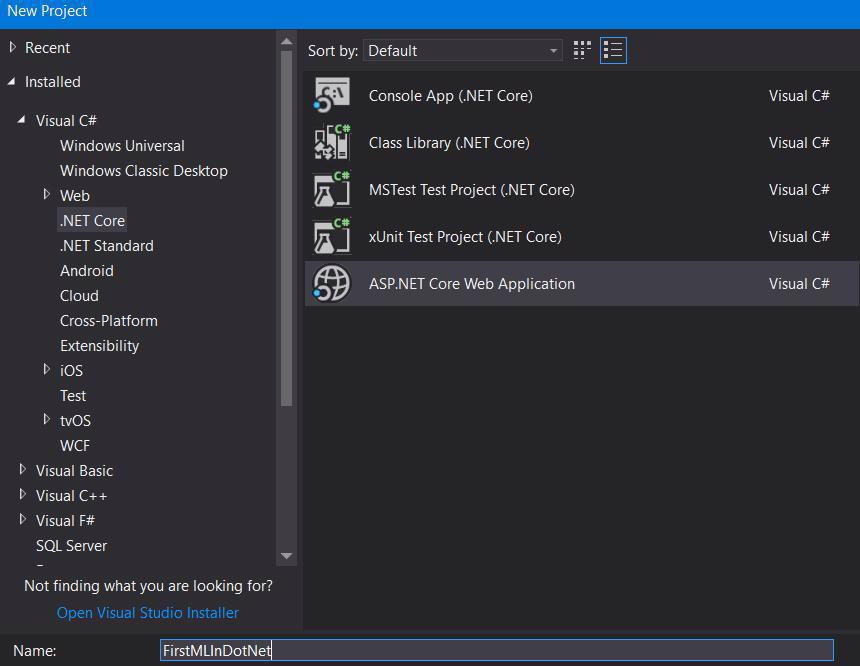 New Project
Recent
Installed
Visual C#
Windows Universal
Windows Classic Desktop
Web
.NET Core
.NET Standard
Android
Cloud
Cross-Platform
Extensibility
iOS
Test
tvOS
WCF
Visual Basic
Visual C++
Visual F#
SQL Server
Not finding what you are looking for?
Open Visual Studio Installer
Sort by: Default
Console App (.NET Core) Visual C#
Class Library (.NET Core) Visual C#
MSTest Test Project (.NET Core) Visual C#
xUnit Test Project (.NET Core) Visual C#
ASP.NET Core Web Application Visual C#
Name: FirstMLInDotNet